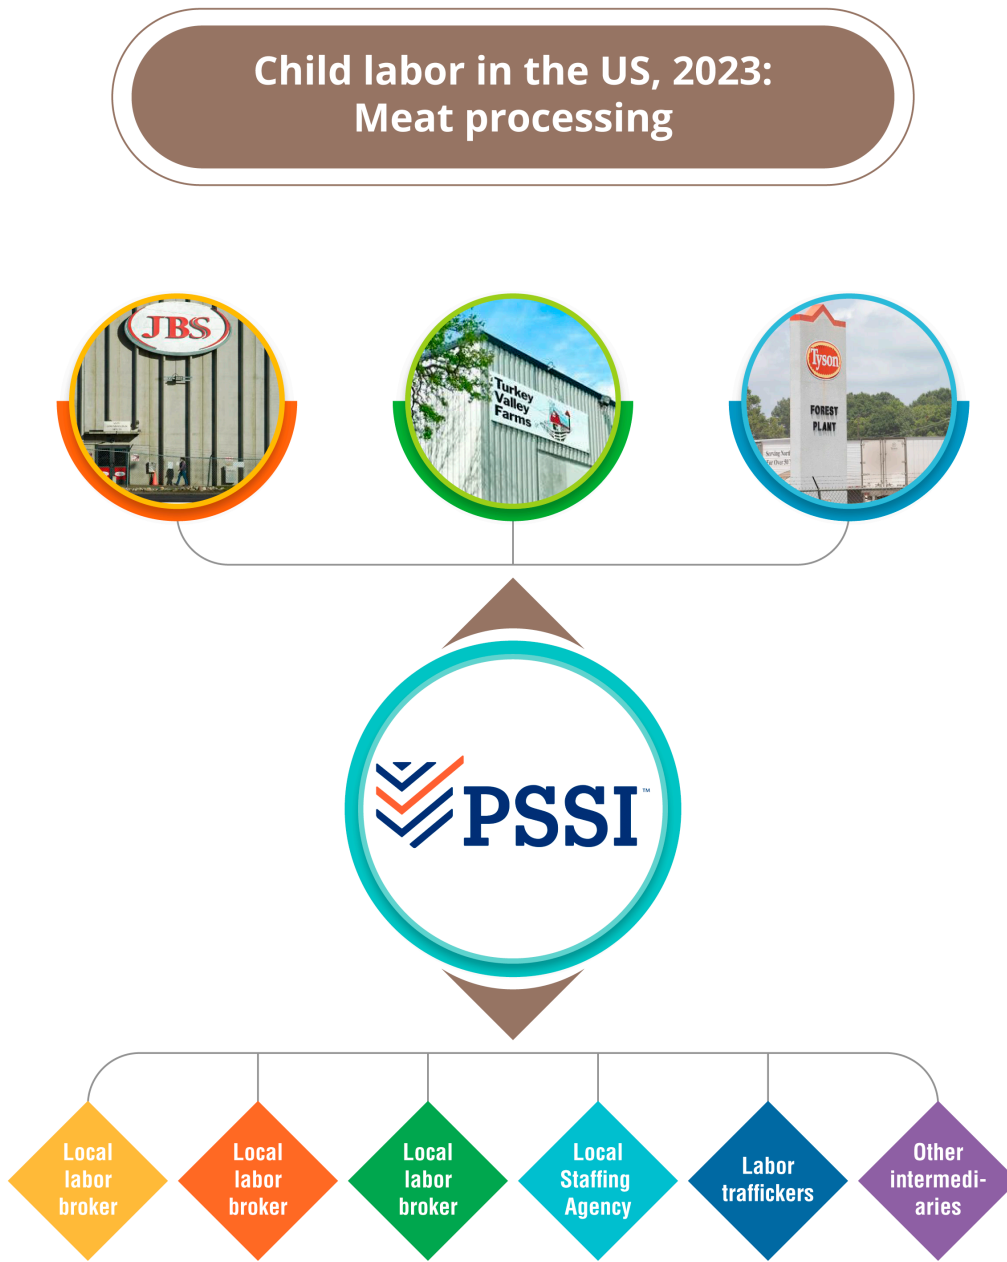 Child labor in the US, 2023:
Meat processing
JBS
Turkey
Valley
Farms
Tyson
FOREST
PLANT
PSSI™
Local
labor
broker
Local
labor
broker
Local
labor
broker
Local
Staffing
Agency
Labor
traffickers
Other
intermedi-
aries